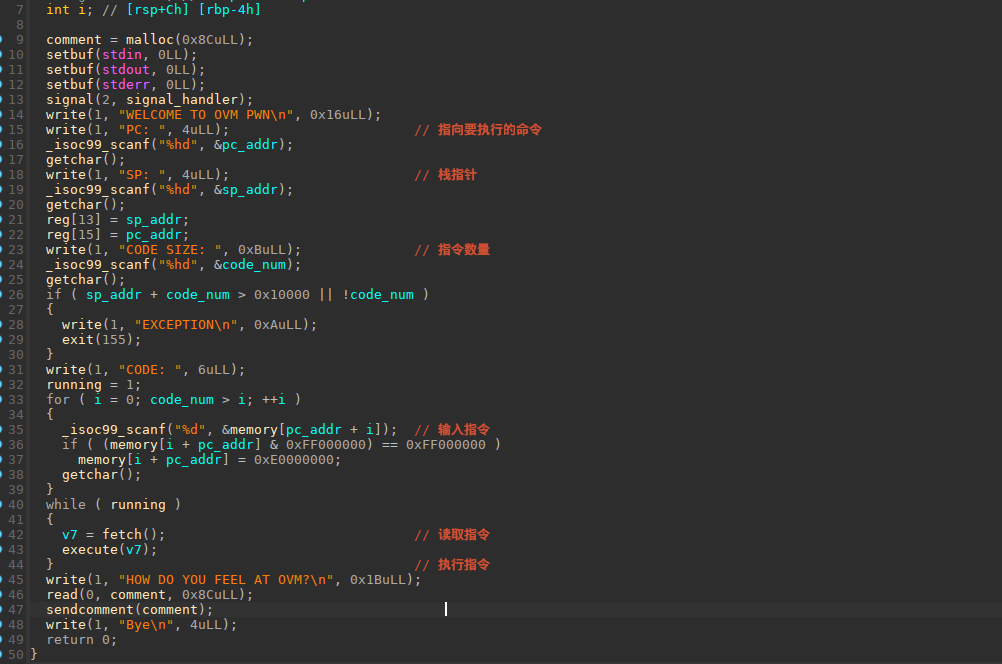 7 int i; // [rsp+Ch] [rbp-4h]
8
9 comment = malloc(0x8CuLL);
10 setbuf(stdin, 0LL);
11 setbuf(stdout, 0LL);
12 setbuf(stderr, 0LL);
13 signal(2, signal_handler);
14 write(1, "WELCOME TO OVM PWN\n", 0x16uLL);
15 write(1, "PC: ", 4uLL); // 指向要执行的命令
16 _isoc99_scanf("%hd", &pc_addr);
17 getchar();
18 write(1, "SP: ", 4uLL); // 栈指针
19 _isoc99_scanf("%hd", &sp_addr);
20 getchar();
21 reg[13] = sp_addr;
22 reg[15] = pc_addr;
23 write(1, "CODE SIZE: ", 0xBuLL); // 指令数量
24 _isoc99_scanf("%hd", &code_num);
25 getchar();
26 if ( sp_addr + code_num > 0x10000 || !code_num )
27 {
28 write(1, "EXCEPTION\n", 0xAuLL);
29 exit(155);
30 }
31 write(1, "CODE: ", 6uLL);
32 running = 1;
33 for ( i = 0; code_num > i; ++i )
34 {
35 _isoc99_scanf("%d", &memory[pc_addr + i]); // 输入指令
36 if ( (memory[i + pc_addr] & 0xFF000000) == 0xFF000000 )
37 memory[i + pc_addr] = 0xE0000000;
38 getchar();
39 }
40 while ( running )
41 {
42 v7 = fetch(); // 读取指令
43 execute(v7);
44 } // 执行指令
45 write(1, "HOW DO YOU FEEL AT OVM?\n", 0x1BuLL);
46 read(0, comment, 0x8CuLL);
47 sendcomment(comment);
48 write(1, "Bye\n", 4uLL);
49 return 0;
50 }